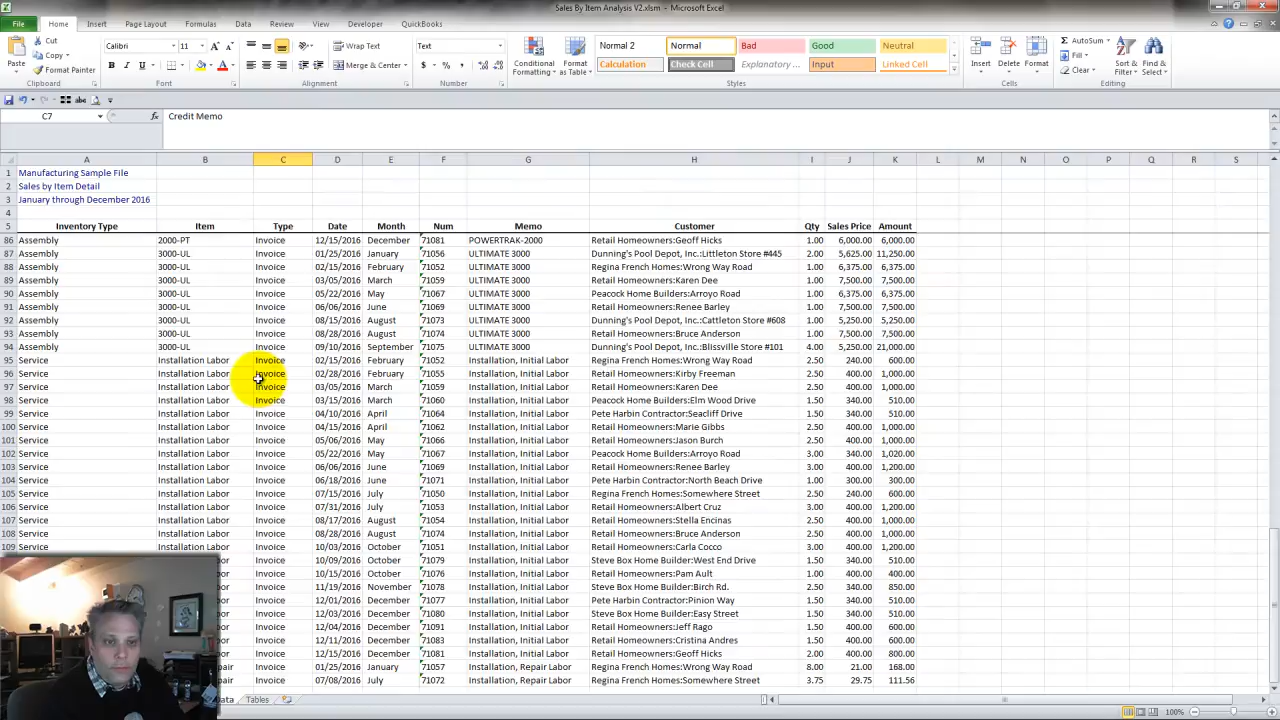 Sales By Item Analysis V2.xlsm - Microsoft Excel
File Home Insert Page Layout Formulas Data Review View Developer QuickBooks
Cut Calibri 11 Wrap Text Text Normal 2 Normal Bad Good Neutral AutoSum
Copy Fill
Paste Format Painter Merge & Center Conditional Formatting Format as Table Calculation Check Cell Explanatory ... Input Linked Cell Insert Delete Format Clear Sort & Filter Find & Select
Clipboard Font Alignment Number Styles Cells Editing
C7 fx Credit Memo
A B C D E F G H I J K L M N O P Q R S
1 Manufacturing Sample File
2 Sales by Item Detail
3 January through December 2016
4
5 Inventory Type Item Type Date Month Num Memo Customer Qty Sales Price Amount
86 Assembly 2000-PT Invoice 12/15/2016 December 71081 POWERTRAK-2000 Retail Homeowners:Geoff Hicks 1.00 6,000.00 6,000.00
87 Assembly 3000-UL Invoice 01/25/2016 January 71056 ULTIMATE 3000 Dunning's Pool Depot, Inc.:Littleton Store #445 2.00 5,625.00 11,250.00
88 Assembly 3000-UL Invoice 02/15/2016 February 71052 ULTIMATE 3000 Regina French Homes:Wrong Way Road 1.00 6,375.00 6,375.00
89 Assembly 3000-UL Invoice 03/05/2016 March 71059 ULTIMATE 3000 Retail Homeowners:Karen Dee 1.00 7,500.00 7,500.00
90 Assembly 3000-UL Invoice 05/22/2016 May 71067 ULTIMATE 3000 Peacock Home Builders:Arroyo Road 1.00 6,375.00 6,375.00
91 Assembly 3000-UL Invoice 06/06/2016 June 71069 ULTIMATE 3000 Retail Homeowners:Renee Barley 1.00 7,500.00 7,500.00
92 Assembly 3000-UL Invoice 08/15/2016 August 71073 ULTIMATE 3000 Dunning's Pool Depot, Inc.:Cattleton Store #608 1.00 5,250.00 5,250.00
93 Assembly 3000-UL Invoice 08/28/2016 August 71074 ULTIMATE 3000 Retail Homeowners:Bruce Anderson 1.00 7,500.00 7,500.00
94 Assembly 3000-UL Invoice 09/10/2016 September 71075 ULTIMATE 3000 Dunning's Pool Depot, Inc.:Blissville Store #101 4.00 5,250.00 21,000.00
95 Service Installation Labor Invoice 02/15/2016 February 71052 Installation, Initial Labor Regina French Homes:Wrong Way Road 2.50 240.00 600.00
96 Service Installation Labor Invoice 02/28/2016 February 71055 Installation, Initial Labor Retail Homeowners:Kirby Freeman 2.50 400.00 1,000.00
97 Service Installation Labor Invoice 03/05/2016 March 71059 Installation, Initial Labor Retail Homeowners:Karen Dee 2.50 400.00 1,000.00
98 Service Installation Labor Invoice 03/15/2016 March 71060 Installation, Initial Labor Peacock Home Builders:Elm Wood Drive 1.50 340.00 510.00
99 Service Installation Labor Invoice 04/10/2016 April 71064 Installation, Initial Labor Pete Harbin Contractor:Seacliff Drive 1.50 340.00 510.00
100 Service Installation Labor Invoice 04/15/2016 April 71062 Installation, Initial Labor Retail Homeowners:Marie Gibbs 2.50 400.00 1,000.00
101 Service Installation Labor Invoice 05/06/2016 May 71066 Installation, Initial Labor Retail Homeowners:Jason Burch 2.50 400.00 1,000.00
102 Service Installation Labor Invoice 05/22/2016 May 71067 Installation, Initial Labor Peacock Home Builders:Arroyo Road 3.00 340.00 1,020.00
103 Service Installation Labor Invoice 06/06/2016 June 71069 Installation, Initial Labor Retail Homeowners:Renee Barley 3.00 400.00 1,200.00
104 Service Installation Labor Invoice 06/18/2016 June 71071 Installation, Initial Labor Pete Harbin Contractor:North Beach Drive 1.00 300.00 300.00
105 Service Installation Labor Invoice 07/15/2016 July 71050 Installation, Initial Labor Regina French Homes:Somewhere Street 2.50 240.00 600.00
106 Service Installation Labor Invoice 07/31/2016 July 71053 Installation, Initial Labor Retail Homeowners:Albert Cruz 3.00 400.00 1,200.00
107 Service Installation Labor Invoice 08/17/2016 August 71054 Installation, Initial Labor Retail Homeowners:Stella Encinas 2.50 400.00 1,000.00
108 Service Installation Labor Invoice 08/28/2016 August 71074 Installation, Initial Labor Retail Homeowners:Bruce Anderson 2.50 400.00 1,000.00
109 Service Installation Labor Invoice 10/03/2016 October 71051 Installation, Initial Labor Retail Homeowners:Carla Cocco 3.00 400.00 1,200.00
bor Invoice 10/09/2016 October 71079 Installation, Initial Labor Steve Box Home Builder:West End Drive 1.50 340.00 510.00
bor Invoice 10/15/2016 October 71076 Installation, Initial Labor Retail Homeowners:Pam Ault 1.00 400.00 400.00
bor Invoice 11/19/2016 November 71078 Installation, Initial Labor Steve Box Home Builder:Birch Rd. 2.50 340.00 850.00
bor Invoice 12/01/2016 December 71077 Installation, Initial Labor Pete Harbin Contractor:Pinion Way 1.50 340.00 510.00
bor Invoice 12/03/2016 December 71080 Installation, Initial Labor Steve Box Home Builder:Easy Street 1.50 340.00 510.00
bor Invoice 12/04/2016 December 71091 Installation, Initial Labor Retail Homeowners:Jeff Rago 1.50 400.00 600.00
bor Invoice 12/11/2016 December 71083 Installation, Initial Labor Retail Homeowners:Cristina Andres 1.50 400.00 600.00
bor Invoice 12/15/2016 December 71081 Installation, Initial Labor Retail Homeowners:Geoff Hicks 2.00 400.00 800.00
pair Invoice 01/25/2016 January 71057 Installation, Repair Labor Regina French Homes:Wrong Way Road 8.00 21.00 168.00
pair Invoice 07/08/2016 July 71072 Installation, Repair Labor Regina French Homes:Somewhere Street 3.75 29.75 111.56
ata Tables
100%